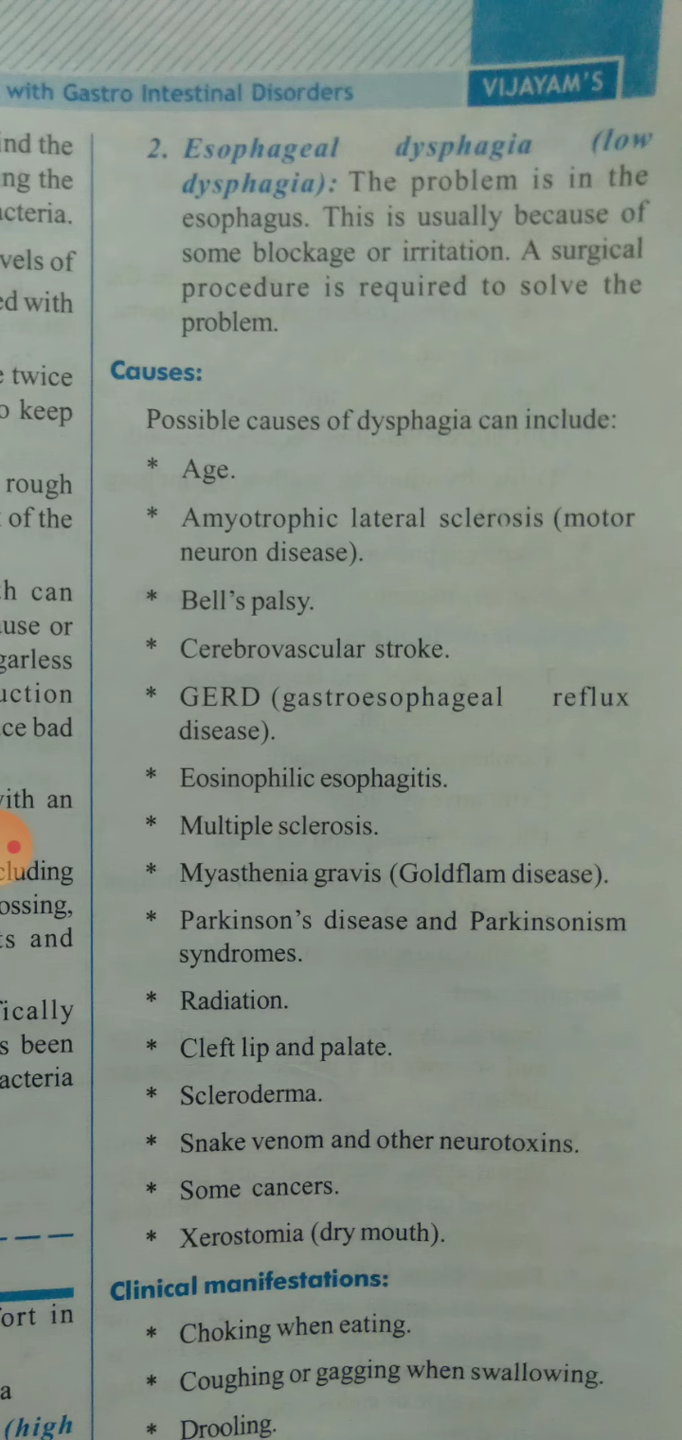 with Gastro Intestinal Disorders
VIJAYAM'S
ind the
ng the
acteria.
vels of
ed with
twice
keep
rough
of the
h can
use or
garless
uction
ce bad
with an
cluding
ossing,
ts and
fically
s been
acteria
ort in
a
(high
2. Esophageal dysphagia (low
dysphagia): The problem is in the
esophagus. This is usually because of
some blockage or irritation. A surgical
procedure is required to solve the
problem.
Causes:
Possible causes of dysphagia can include:
* Age.
* Amyotrophic lateral sclerosis (motor
neuron disease).
* Bell's palsy.
* Cerebrovascular stroke.
* GERD (gastroesophageal reflux
disease).
* Eosinophilic esophagitis.
* Multiple sclerosis.
* Myasthenia gravis (Goldflam disease).
* Parkinson's disease and Parkinsonism
syndromes.
* Radiation.
* Cleft lip and palate.
* Scleroderma.
* Snake venom and other neurotoxins.
* Some cancers.
* Xerostomia (dry mouth).
Clinical manifestations:
* Choking when eating.
* Coughing or gagging when swallowing.
* Drooling.